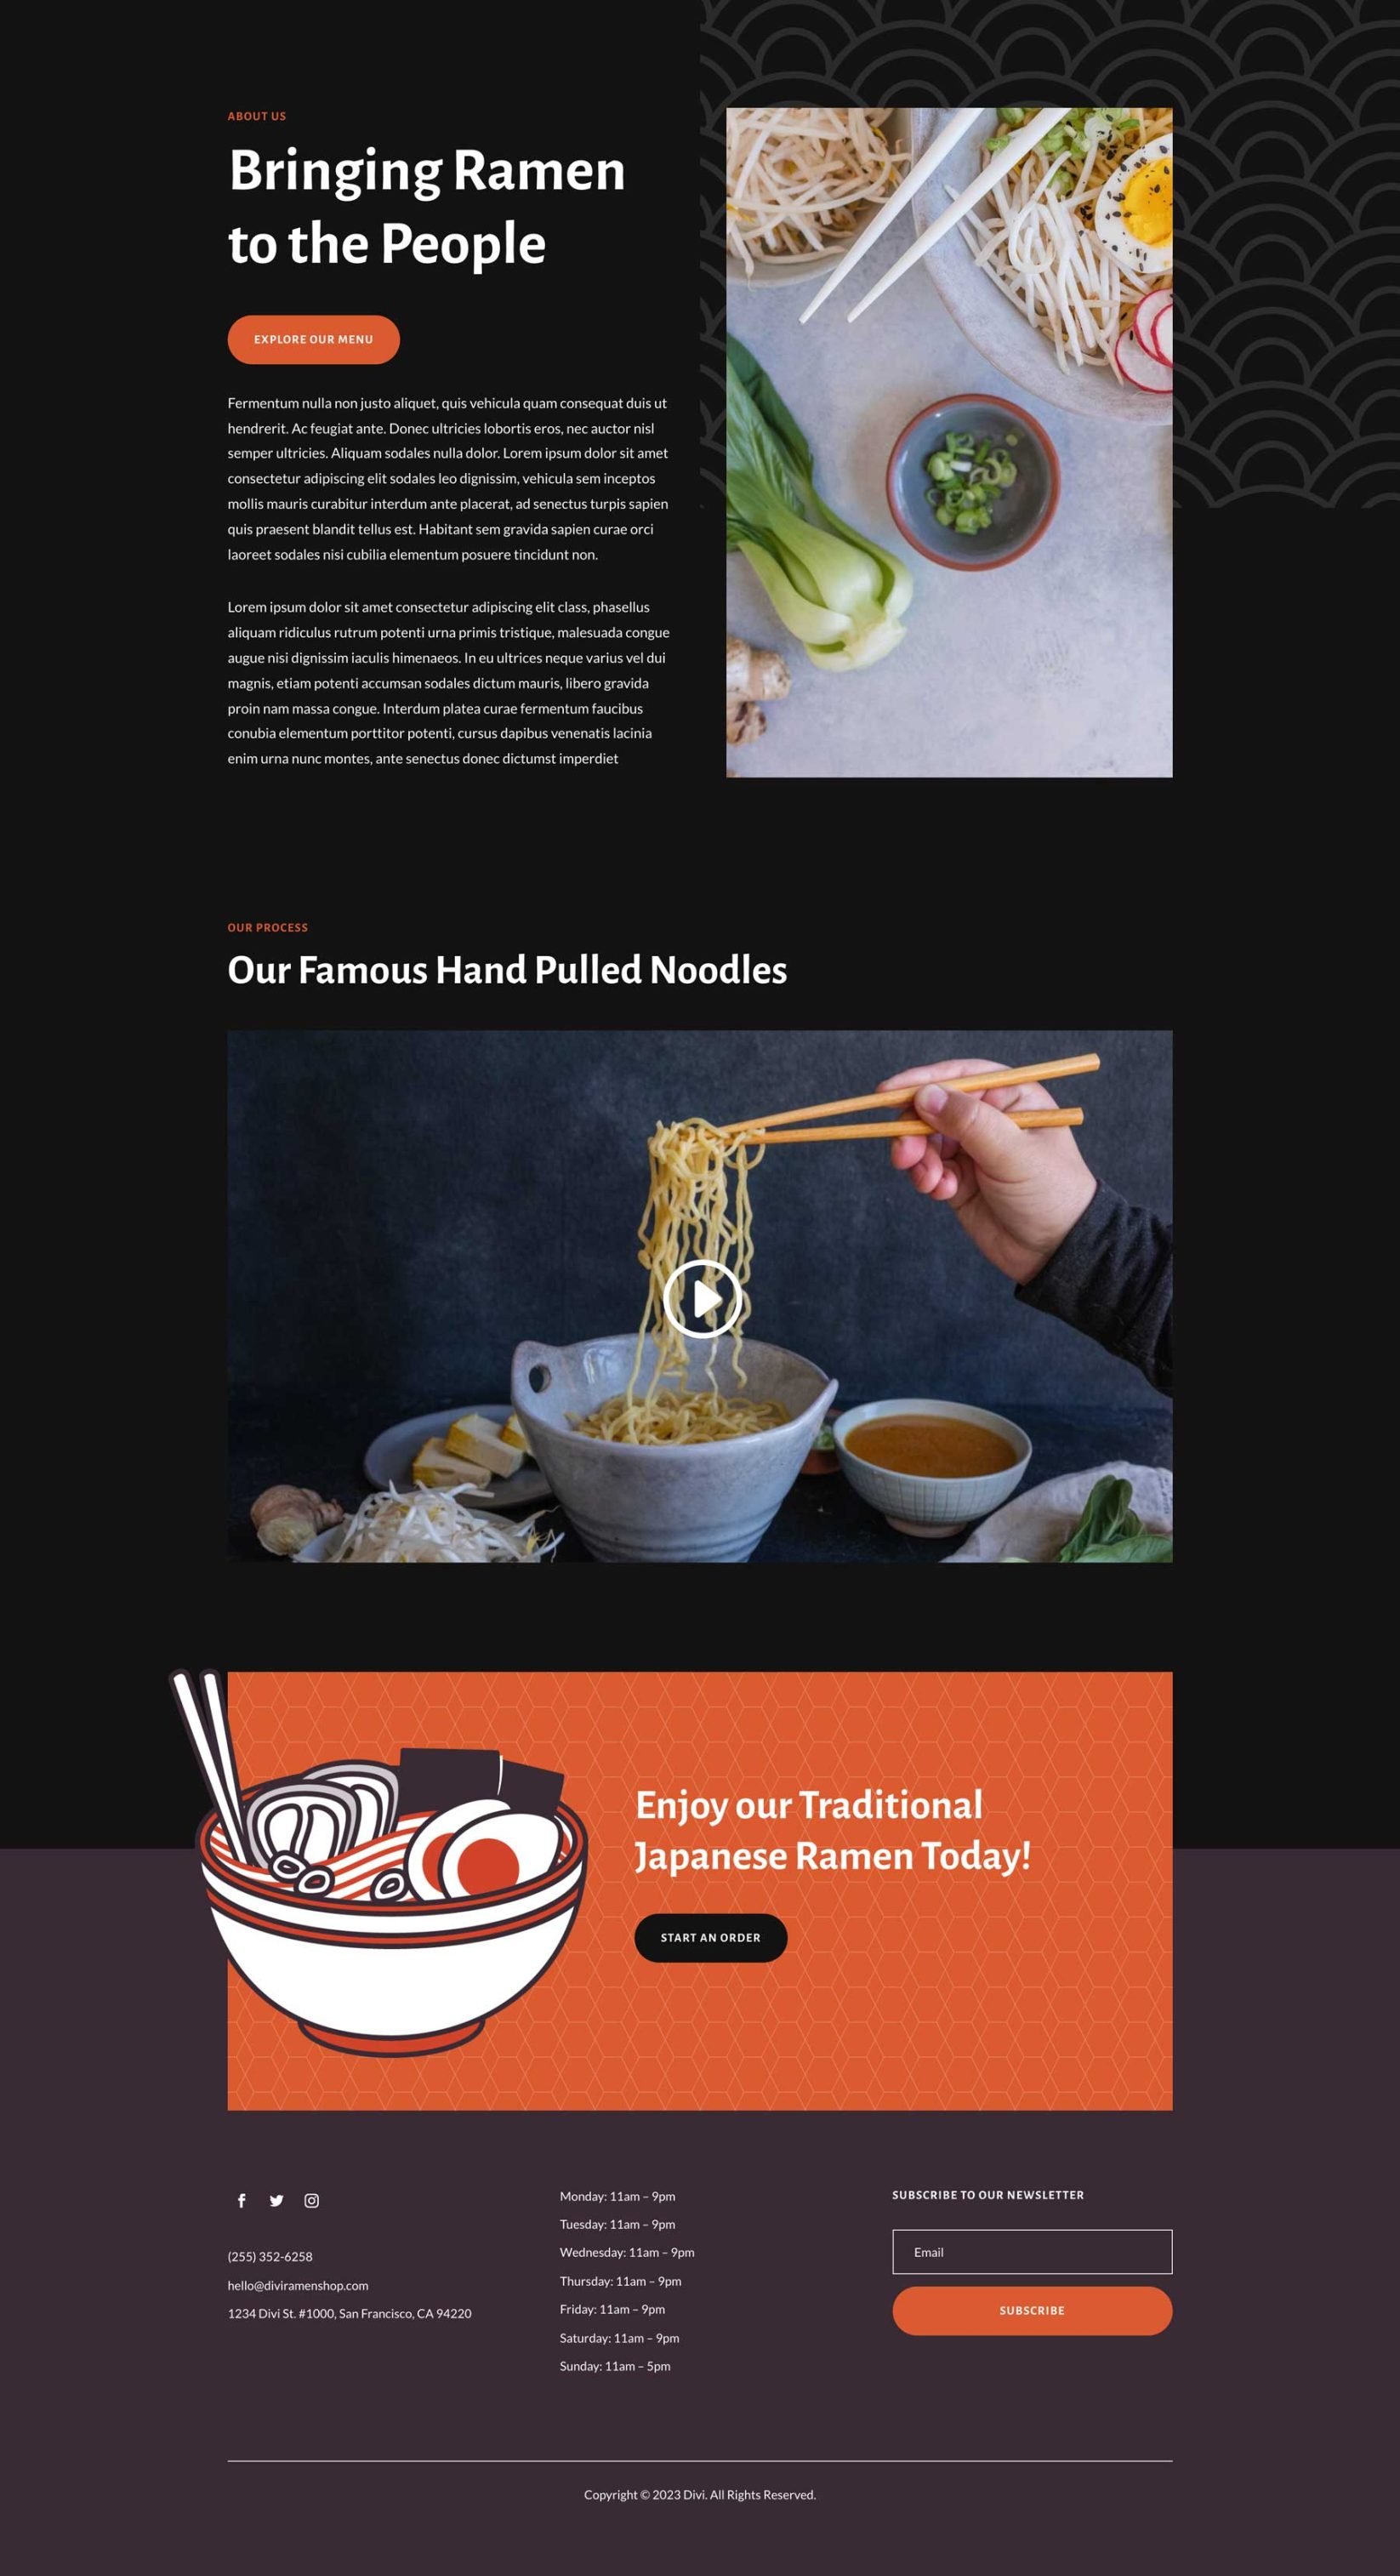 ABOUT US
Bringing Ramen
to the People
EXPLORE OUR MENU
Fermentum nulla non justo aliquet, quis vehicula quam consequat duis ut
hendrerit. Ac feugiat ante. Donec ultricies lobortis eros, nec auctor nisl
semper ultricies. Aliquam sodales nulla dolor. Lorem ipsum dolor sit amet
consectetur adipiscing elit sodales leo dignissim, vehicula sem inceptos
mollis mauris curabitur interdum ante placerat, ad senectus turpis sapien
quis praesent blandit tellus est. Habitant sem gravida sapien curae orci
laoreet sodales nisi cubilia elementum posuere tincidunt non.
Lorem ipsum dolor sit amet consectetur adipiscing elit class, phasellus
aliquam ridiculus rutrum potenti urna primis tristique, malesuada congue
augue nisi dignissim iaculis himenaeos. In eu ultrices neque varius vel dui
magnis, etiam potenti accumsan sodales dictum mauris, libero gravida
proin nam massa congue. Interdum platea curae fermentum faucibus
conubia elementum porttitor potenti, cursus dapibus venenatis lacinia
enim urna nunc montes, ante senectus donec dictumst imperdiet
OUR PROCESS
Our Famous Hand Pulled Noodles
Enjoy our Traditional
Japanese Ramen Today!
START AN ORDER
(255) 352-6258
hello@diviramenshop.com
1234 Divi St. #1000, San Francisco, CA 94220
Monday: 11am – 9pm
Tuesday: 11am – 9pm
Wednesday: 11am – 9pm
Thursday: 11am – 9pm
Friday: 11am – 9pm
Saturday: 11am – 9pm
Sunday: 11am – 5pm
SUBSCRIBE TO OUR NEWSLETTER
Email
SUBSCRIBE
Copyright © 2023 Divi. All Rights Reserved.